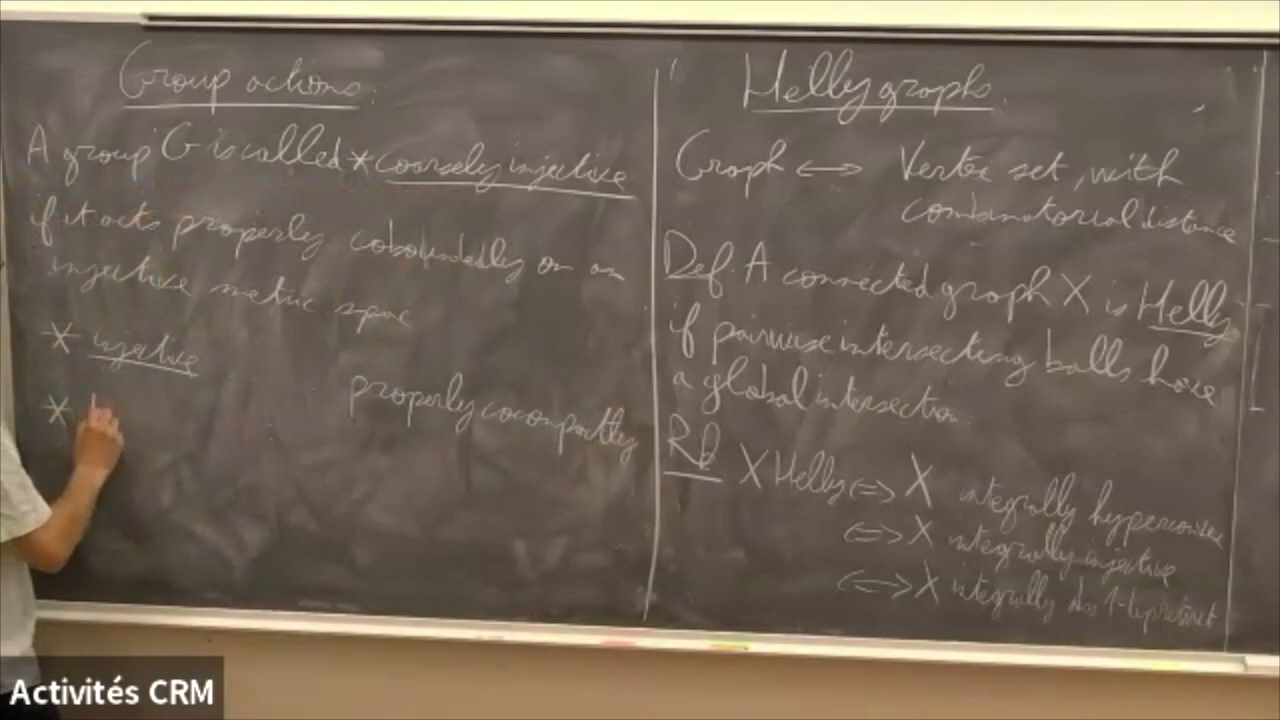 Group actions.
A group G is called * coarsely injective
if it acts properly coboundedly on an
injective metric space
* injective
properly cocompactly
*
Helly graphs.
Graph ⟷ Vertex set, with
combinatorial distance
Def. A connected graph X is Helly
if pairwise intersecting balls have
a global intersection.
X Helly ⟺ X integrally hyperconvex
⟺ X integrally injective
⟺ X integrally abs 1-Lip retract
Activités CRM